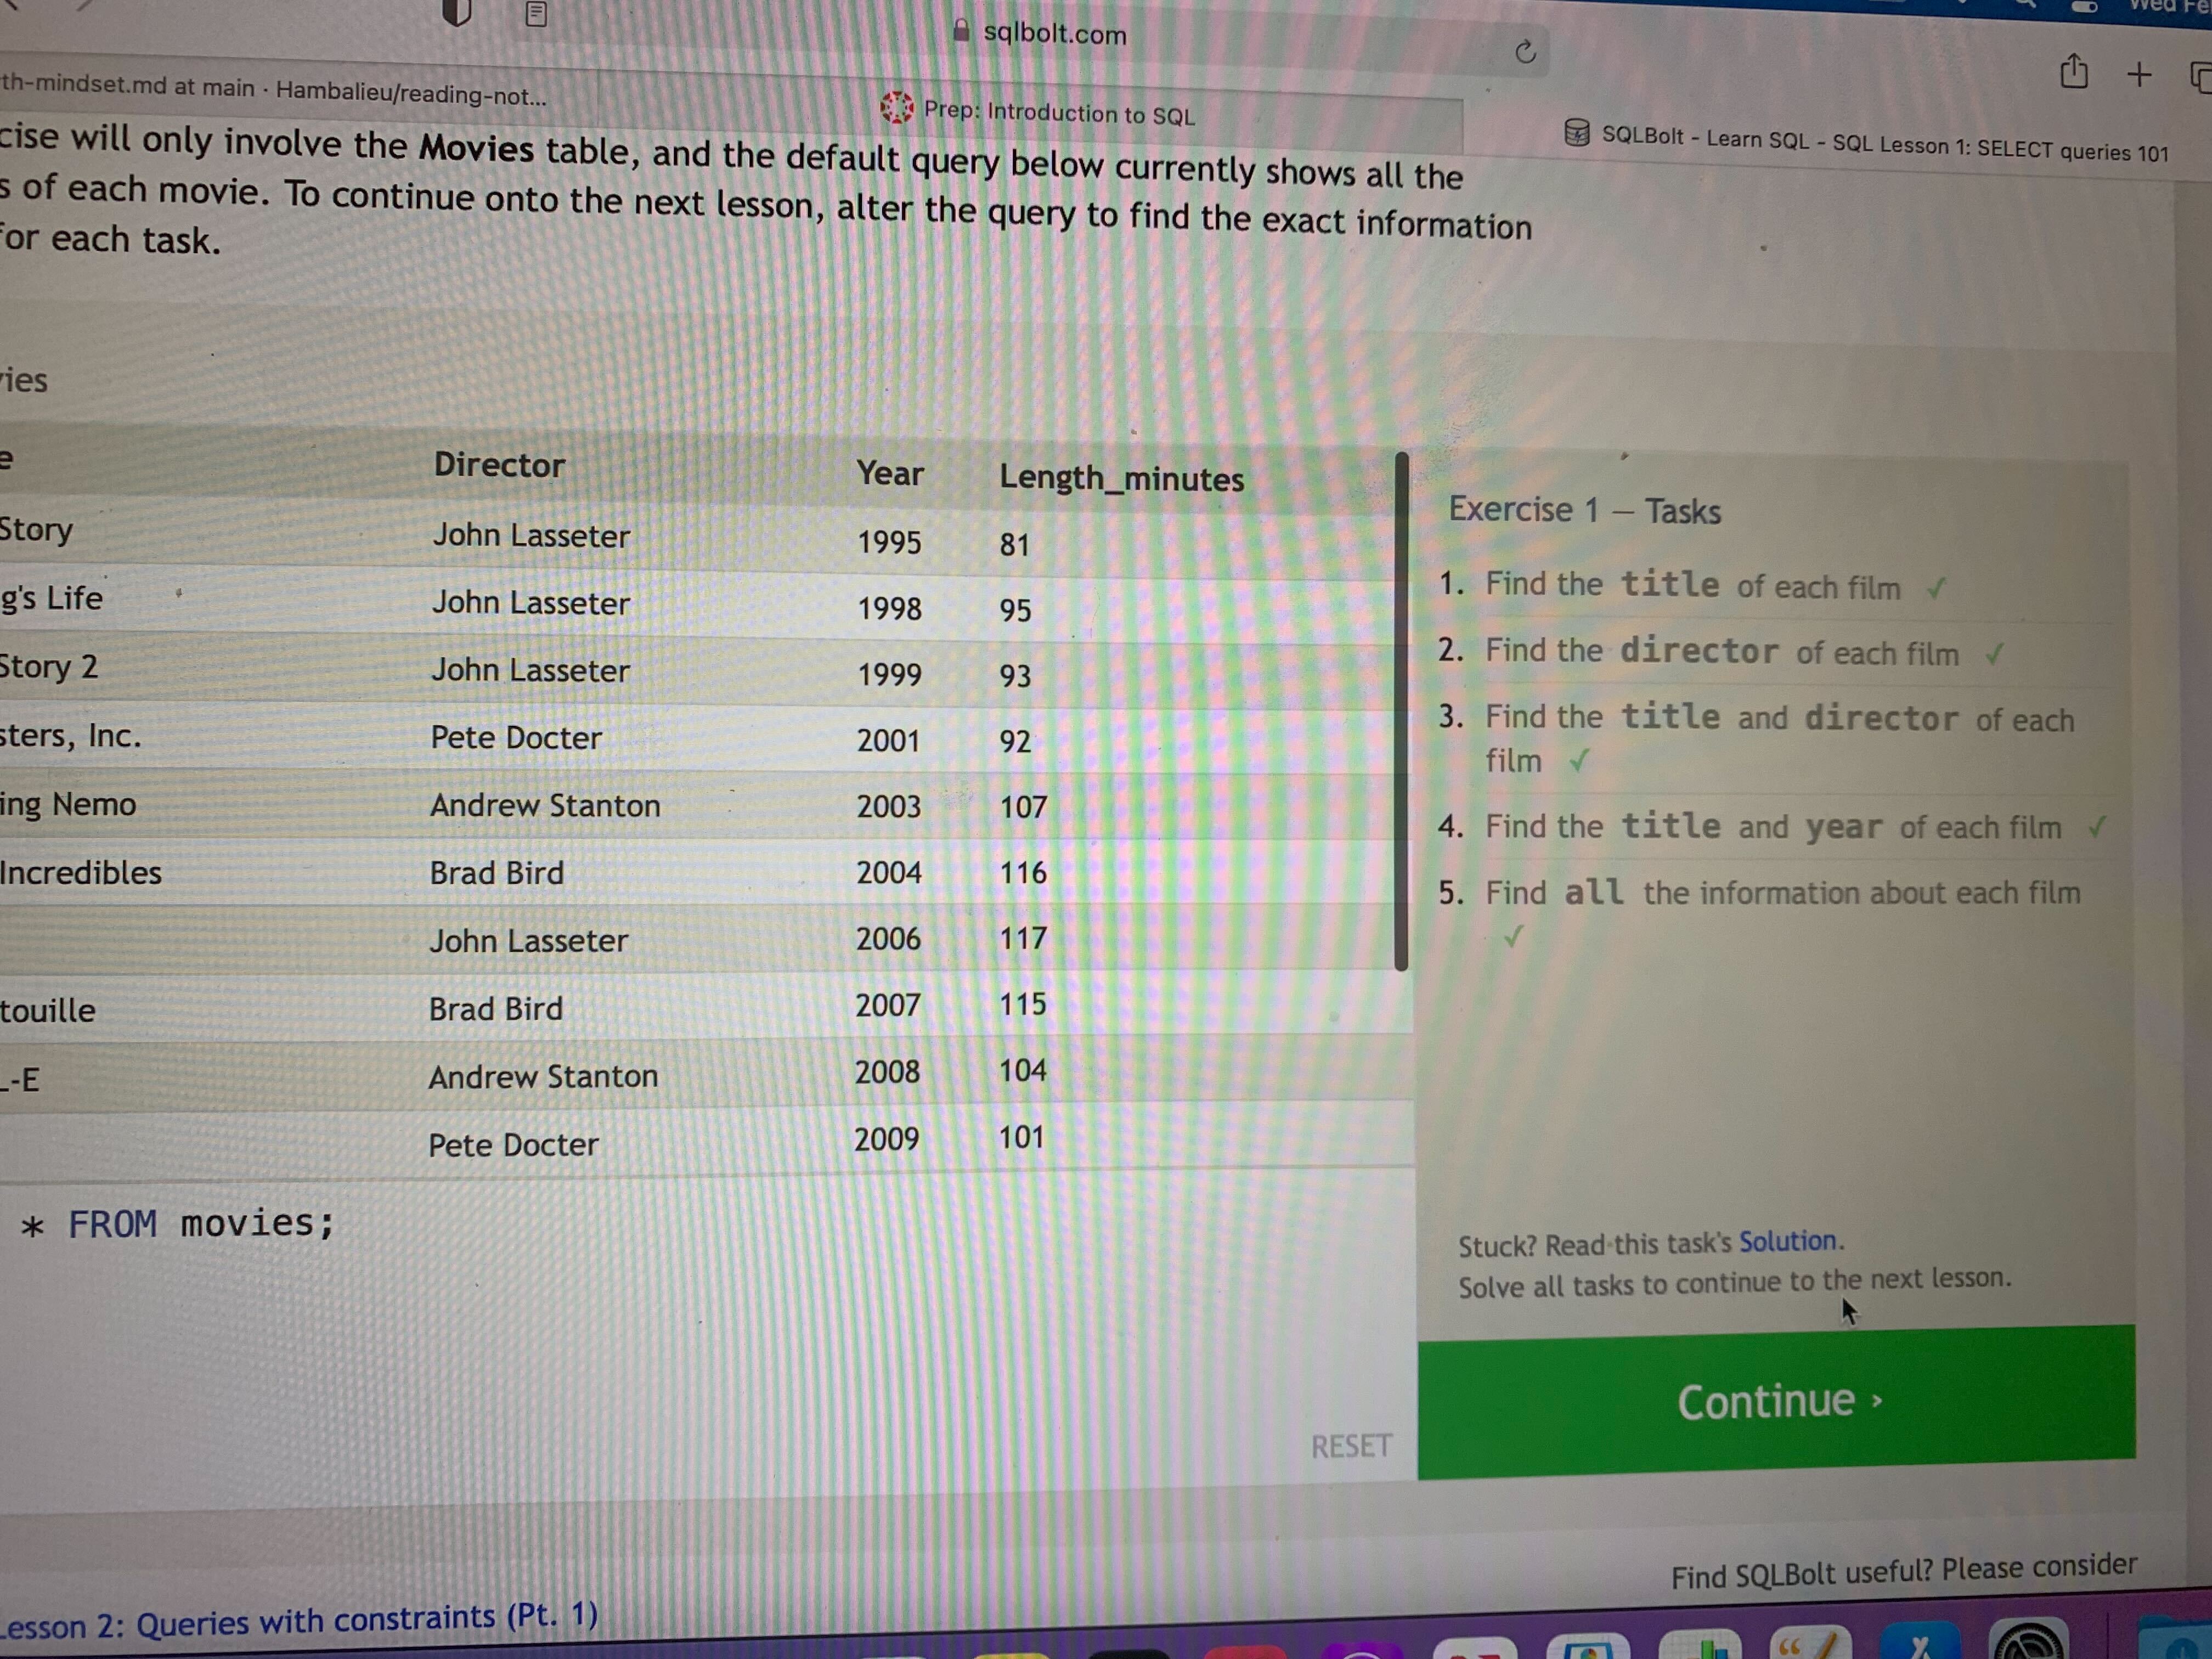 sqlbolt.com
th-mindset.md at main · Hambalieu/reading-not...
Prep: Introduction to SQL
SQLBolt - Learn SQL - SQL Lesson 1: SELECT queries 101
cise will only involve the Movies table, and the default query below currently shows all the
s of each movie. To continue onto the next lesson, alter the query to find the exact information
for each task.
ies
e Director Year Length_minutes
Story John Lasseter 1995 81
g's Life John Lasseter 1998 95
Story 2 John Lasseter 1999 93
sters, Inc. Pete Docter 2001 92
ing Nemo Andrew Stanton 2003 107
Incredibles Brad Bird 2004 116
John Lasseter 2006 117
touille Brad Bird 2007 115
L-E Andrew Stanton 2008 104
Pete Docter 2009 101
* FROM movies;
RESET
Exercise 1 — Tasks
1. Find the title of each film ✓
2. Find the director of each film ✓
3. Find the title and director of each
film ✓
4. Find the title and year of each film ✓
5. Find all the information about each film
✓
Stuck? Read this task's Solution.
Solve all tasks to continue to the next lesson.
Continue ›
Find SQLBolt useful? Please consider
Lesson 2: Queries with constraints (Pt. 1)